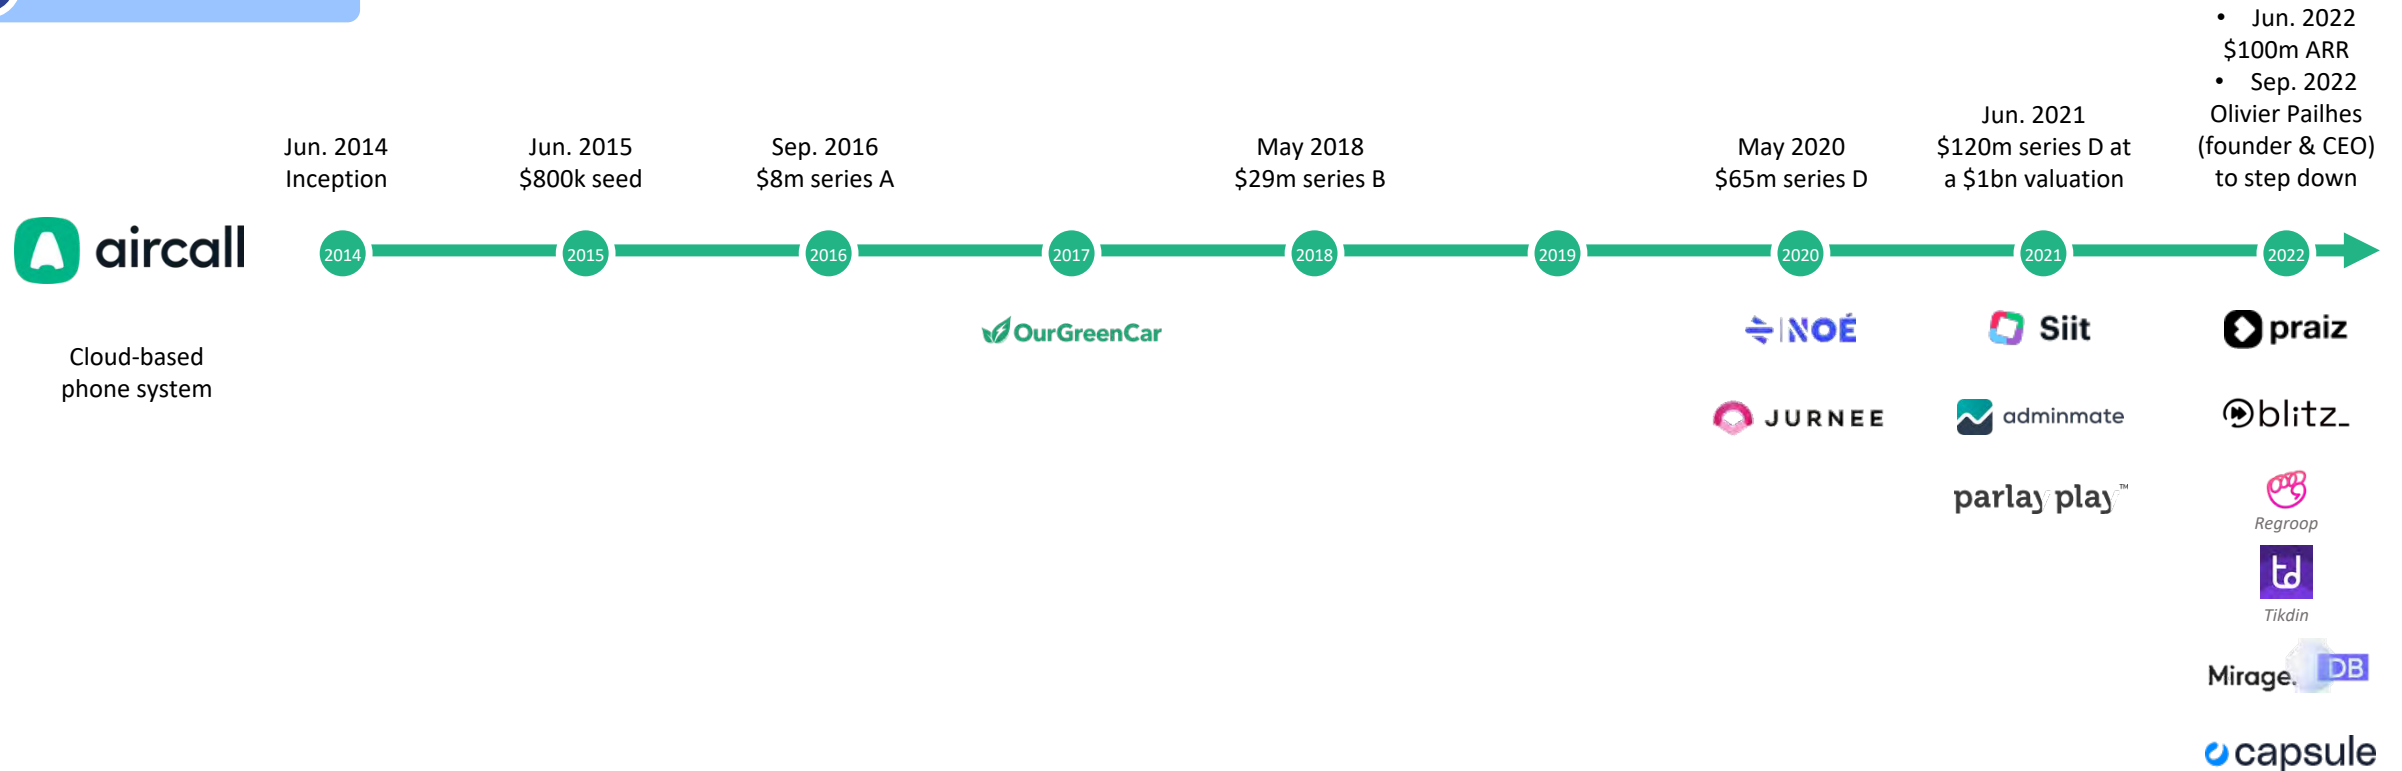 • Jun. 2022
$100m ARR
• Sep. 2022
Olivier Pailhes
(founder & CEO)
to step down
Jun. 2014
Inception
Jun. 2015
$800k seed
Sep. 2016
$8m series A
May 2018
$29m series B
May 2020
$65m series D
Jun. 2021
$120m series D at
a $1bn valuation
aircall
2014
2015
2016
2017
2018
2019
2020
2021
2022
Cloud-based
phone system
OurGreenCar
NOÉ
JURNEE
Siit
adminmate
parlay play™
praiz
blitz_
Regroop
td
Tikdin
Mirage. DB
capsule